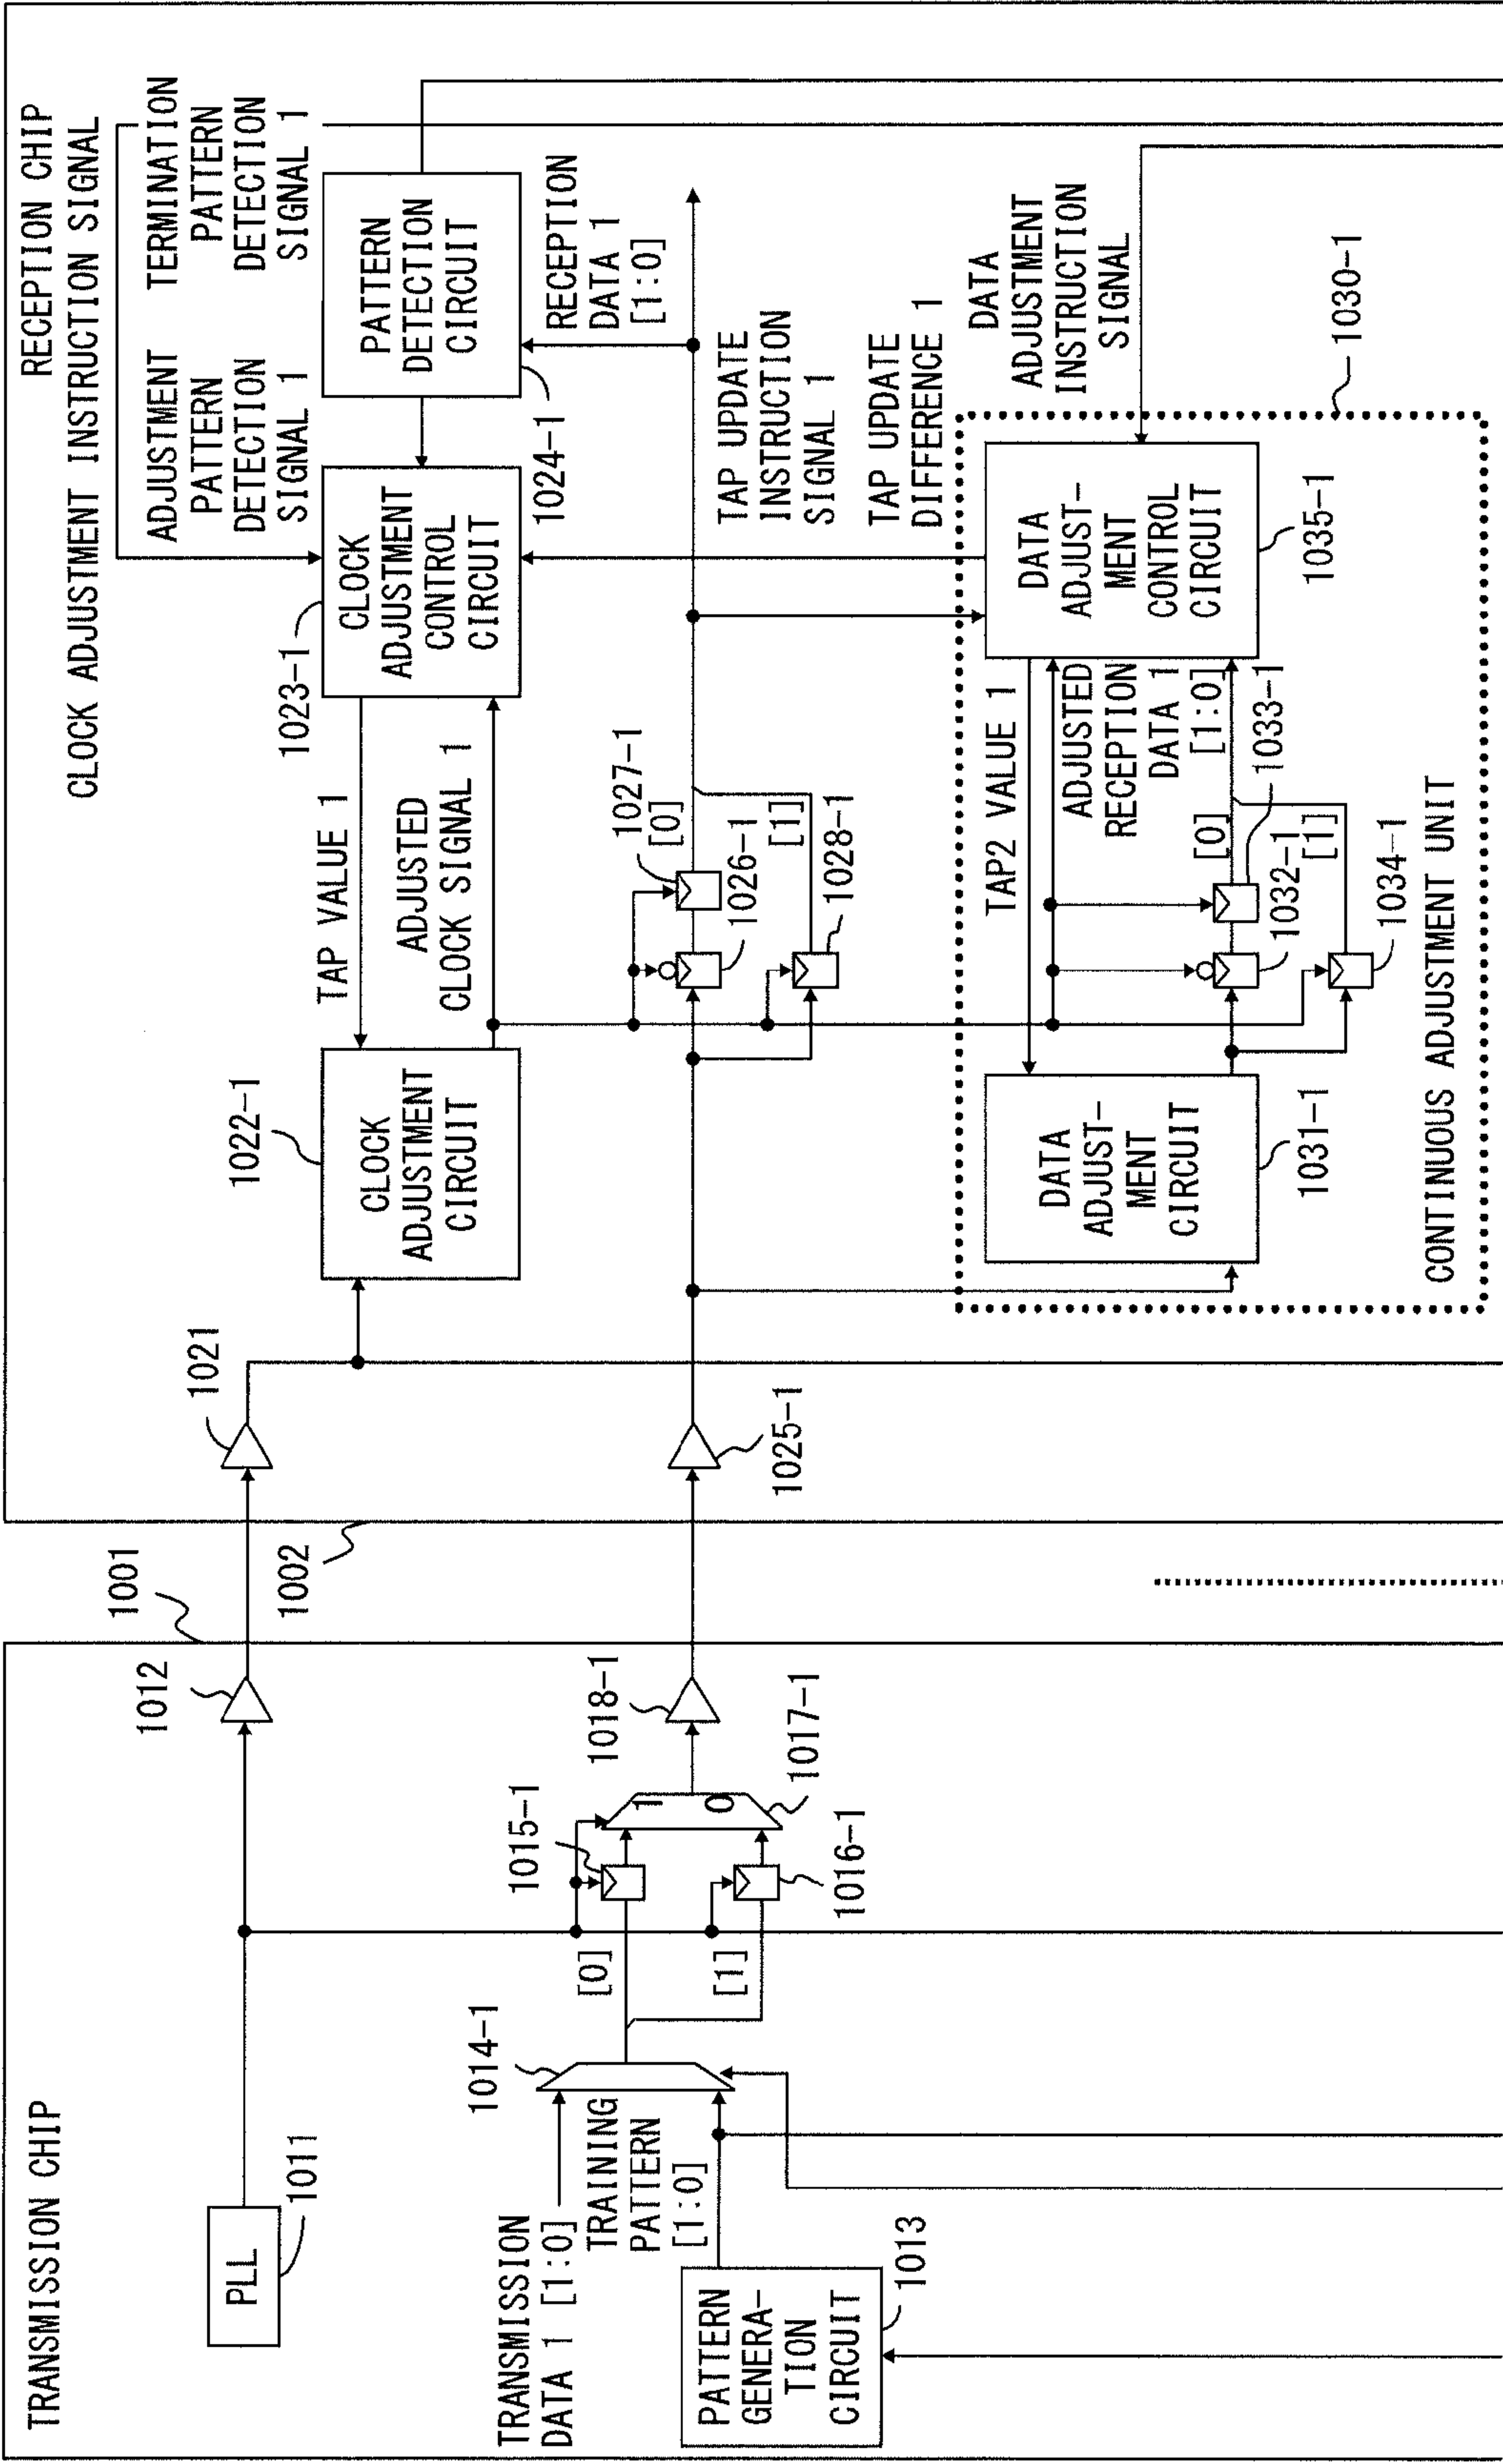 TRANSMISSION CHIP
PLL
1011
1012
1001
TRANSMISSION
DATA 1 [1:0]
TRAINING
PATTERN
[1:0]
PATTERN
GENERA-
TION
CIRCUIT
1013
1014-1
[0]
[1]
1015-1
1016-1
1
0
1017-1
1018-1
RECEPTION CHIP
CLOCK ADJUSTMENT INSTRUCTION SIGNAL
1002
1021
1022-1
CLOCK
ADJUSTMENT
CIRCUIT
TAP VALUE 1
ADJUSTED
CLOCK SIGNAL 1
1023-1
CLOCK
ADJUSTMENT
CONTROL
CIRCUIT
ADJUSTMENT
PATTERN
DETECTION
SIGNAL 1
TERMINATION
PATTERN
DETECTION
SIGNAL 1
PATTERN
DETECTION
CIRCUIT
1024-1
RECEPTION
DATA 1
[1:0]
1025-1
1027-1
[0]
1026-1
[1]
1028-1
TAP UPDATE
INSTRUCTION
SIGNAL 1
TAP UPDATE
DIFFERENCE 1
DATA
ADJUSTMENT
INSTRUCTION
SIGNAL
1030-1
DATA
ADJUST-
MENT
CIRCUIT
1031-1
TAP2 VALUE 1
ADJUSTED
RECEPTION
DATA 1
[1:0]
[0]
1033-1
1032-1
[1]
1034-1
DATA
ADJUST-
MENT
CONTROL
CIRCUIT
1035-1
CONTINUOUS ADJUSTMENT UNIT